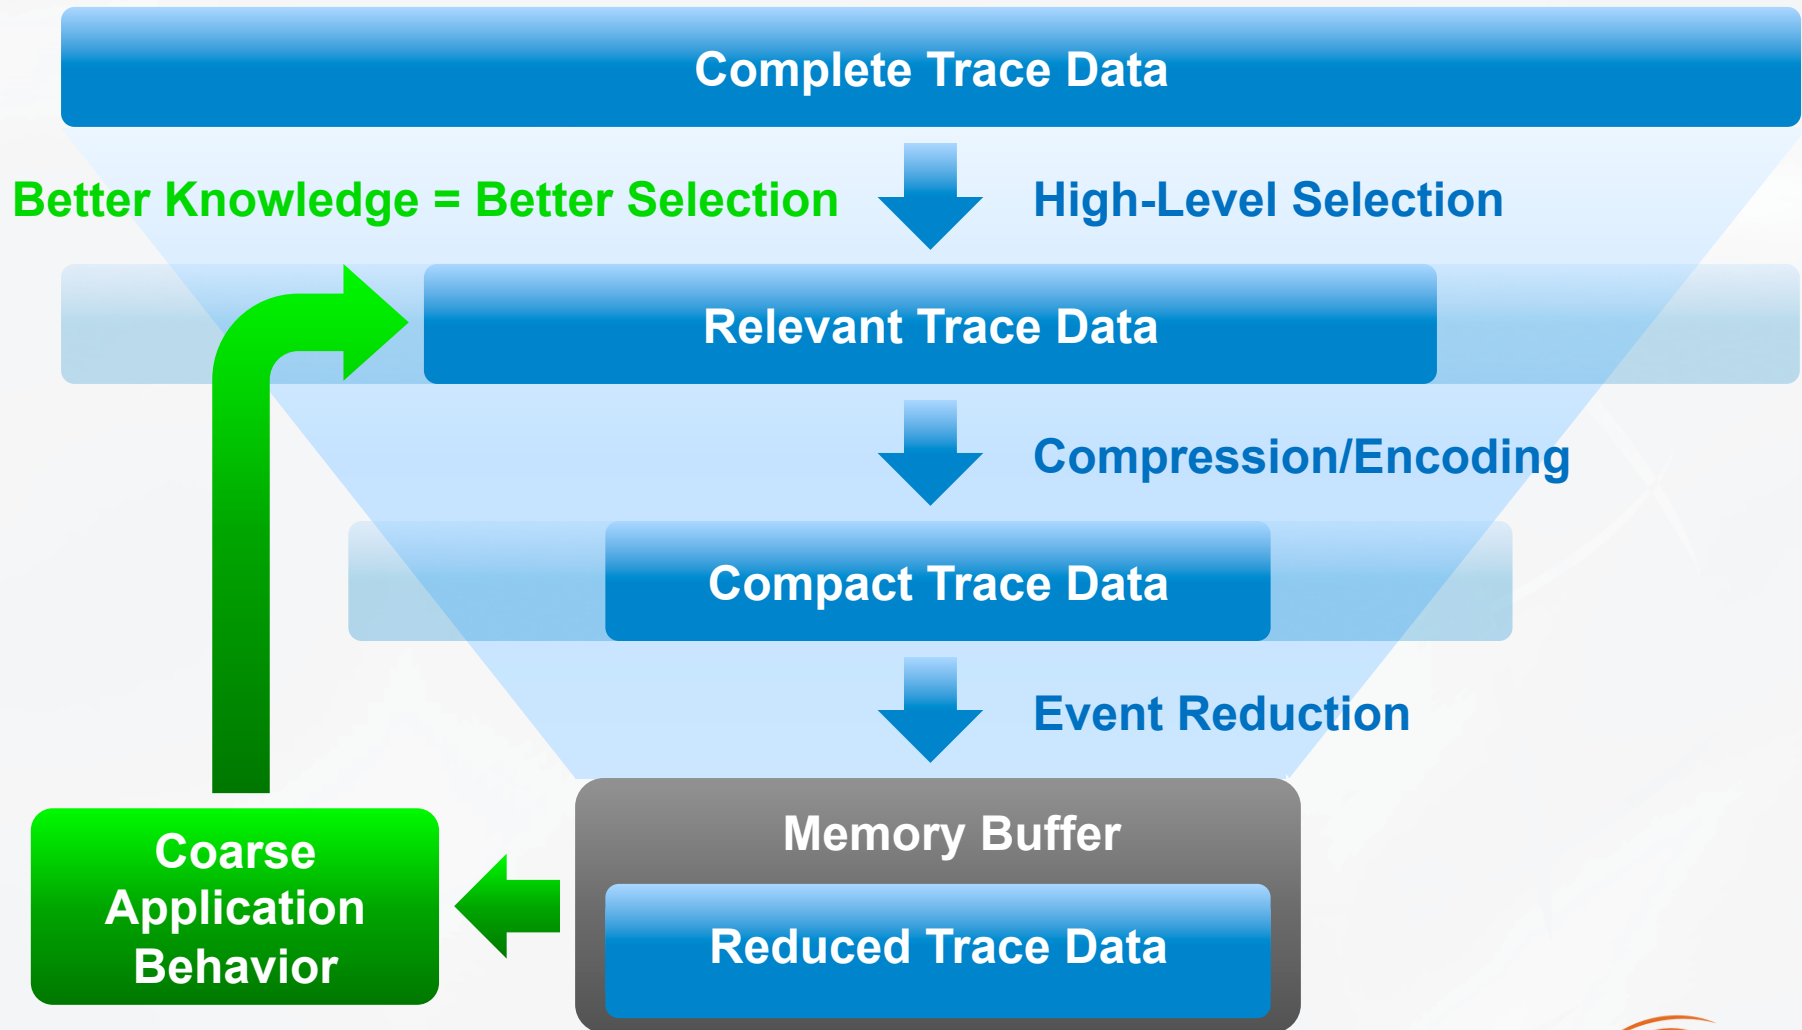 Complete Trace Data
Better Knowledge = Better Selection
High-Level Selection
Relevant Trace Data
Compression/Encoding
Compact Trace Data
Event Reduction
Memory Buffer
Reduced Trace Data
Coarse
Application
Behavior